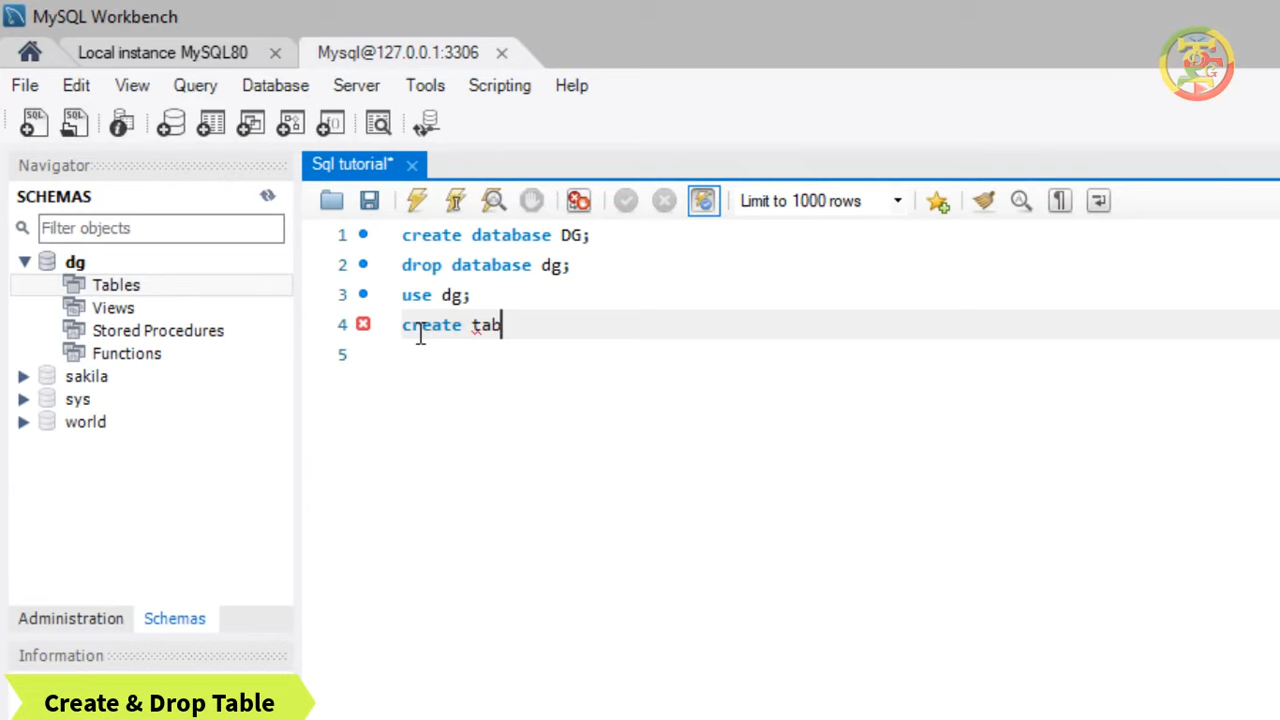 MySQL Workbench
Local instance MySQL80
Mysql@127.0.0.1:3306
File Edit View Query Database Server Tools Scripting Help
Navigator
SCHEMAS
Filter objects
dg
Tables
Views
Stored Procedures
Functions
sakila
sys
world
Administration Schemas
Information
Sql tutorial*
Limit to 1000 rows
1 create database DG;
2 drop database dg;
3 use dg;
4 create tab
5
Create & Drop Table